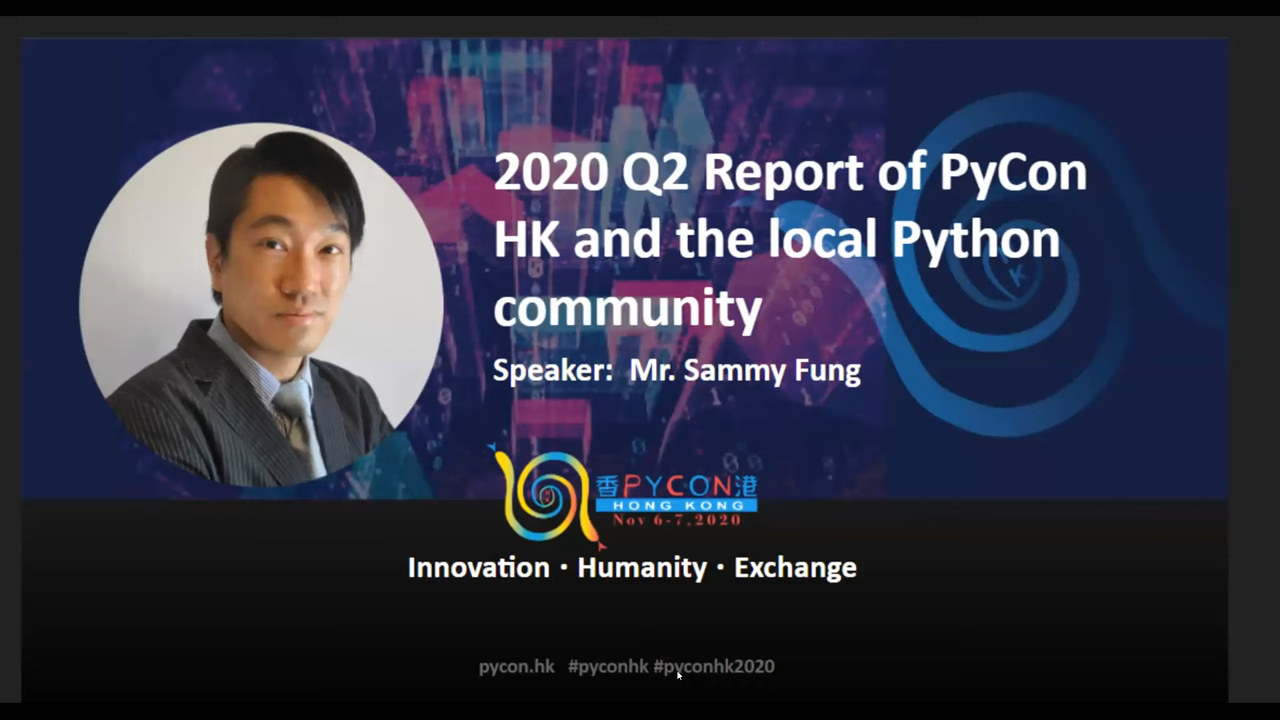 2020 Q2 Report of PyCon
HK and the local Python
community
Speaker: Mr. Sammy Fung
香PYCON港
HONG KONG
Nov 6-7,2020
Innovation · Humanity · Exchange
pycon.hk #pyconhk #pyconhk2020